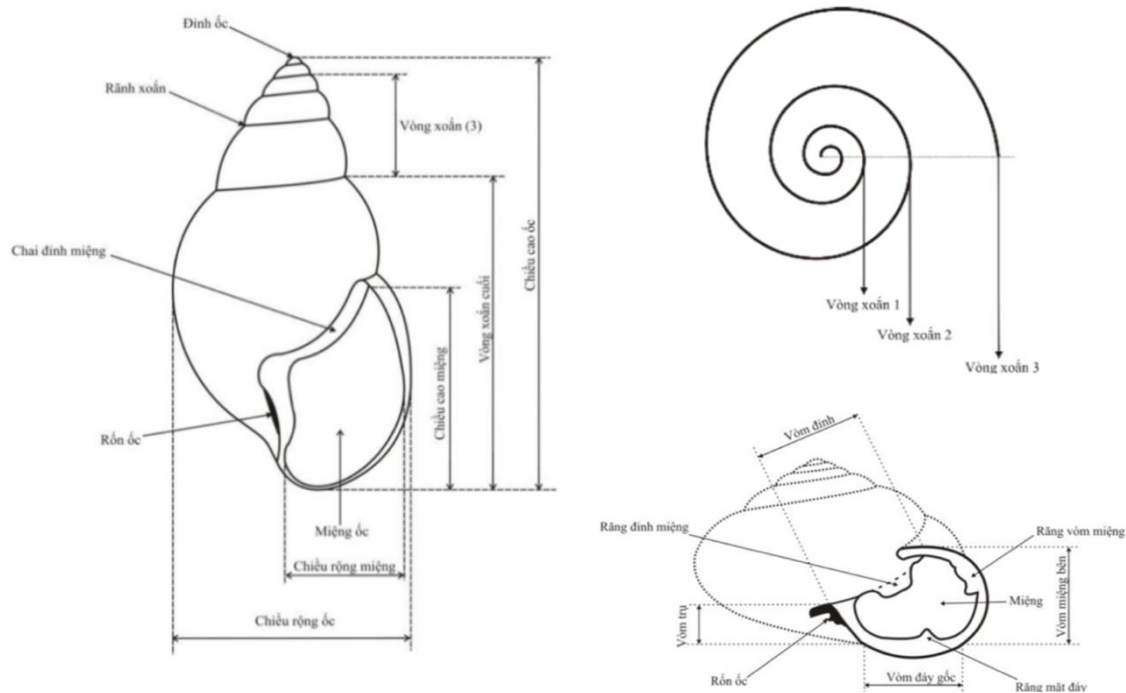 Đỉnh ốc
Rãnh xoắn
Vòng xoắn (3)
Chai đỉnh miệng
Chiều cao ốc
Vòng xoắn cuối
Chiều cao miệng
Rốn ốc
Miệng ốc
Chiều rộng miệng
Chiều rộng ốc
Vòng xoắn 1
Vòng xoắn 2
Vòng xoắn 3
Vòm đỉnh
Răng đỉnh miệng
Răng vòm miệng
Vòm miệng bên
Miệng
Vòm trụ
Rốn ốc
Vòm đáy gốc
Răng mặt đáy